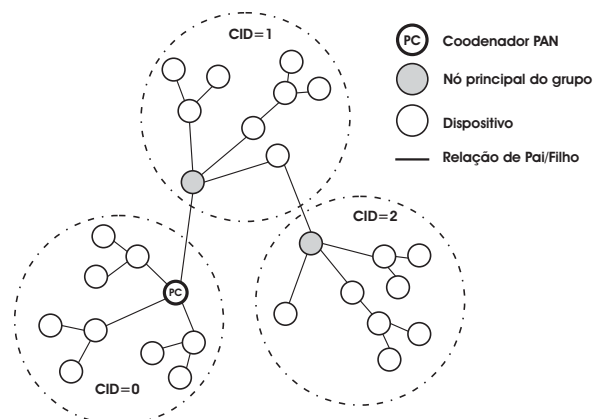 CID=1
PC Coodenador PAN
Nó principal do grupo
Dispositivo
Relação de Pai/Filho
CID=2
PC
CID=0